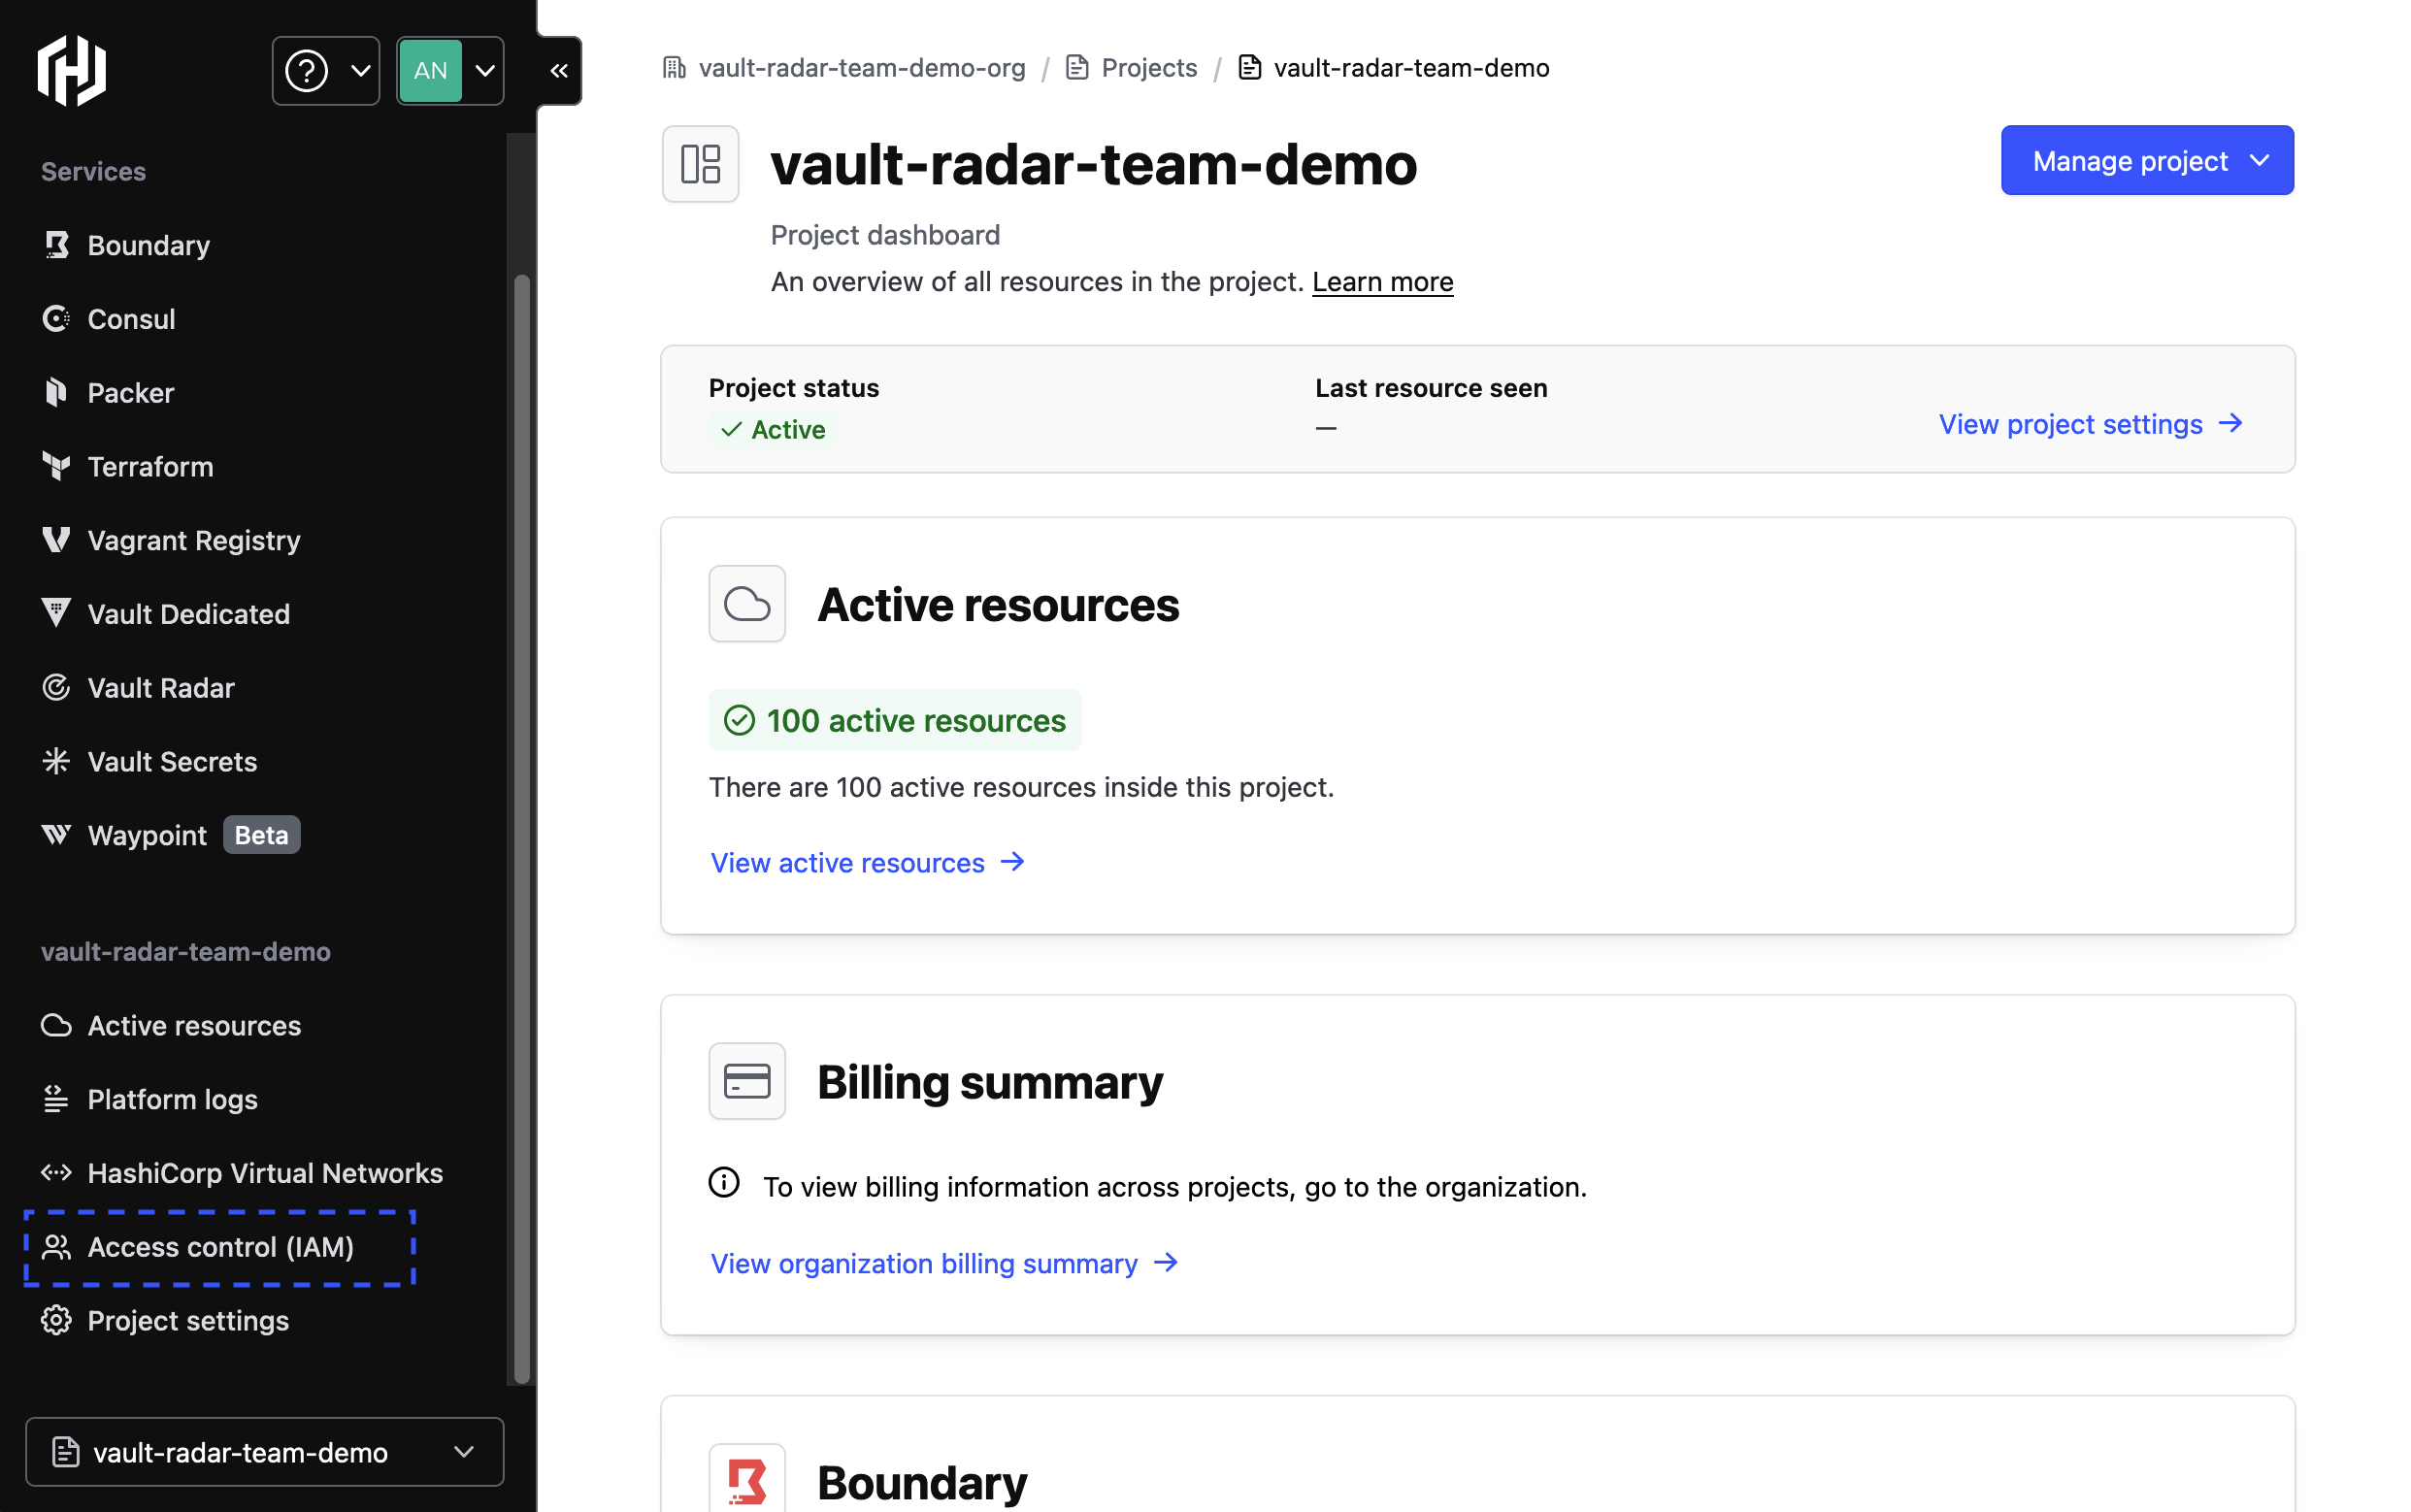 AN
Services
Boundary
Consul
Packer
Terraform
Vagrant Registry
Vault Dedicated
Vault Radar
Vault Secrets
Waypoint Beta
vault-radar-team-demo
Active resources
Platform logs
HashiCorp Virtual Networks
Access control (IAM)
Project settings
vault-radar-team-demo
vault-radar-team-demo-org / Projects / vault-radar-team-demo
vault-radar-team-demo
Manage project
Project dashboard
An overview of all resources in the project. Learn more
Project status
Active
Last resource seen
—
View project settings
Active resources
100 active resources
There are 100 active resources inside this project.
View active resources
Billing summary
To view billing information across projects, go to the organization.
View organization billing summary
Boundary